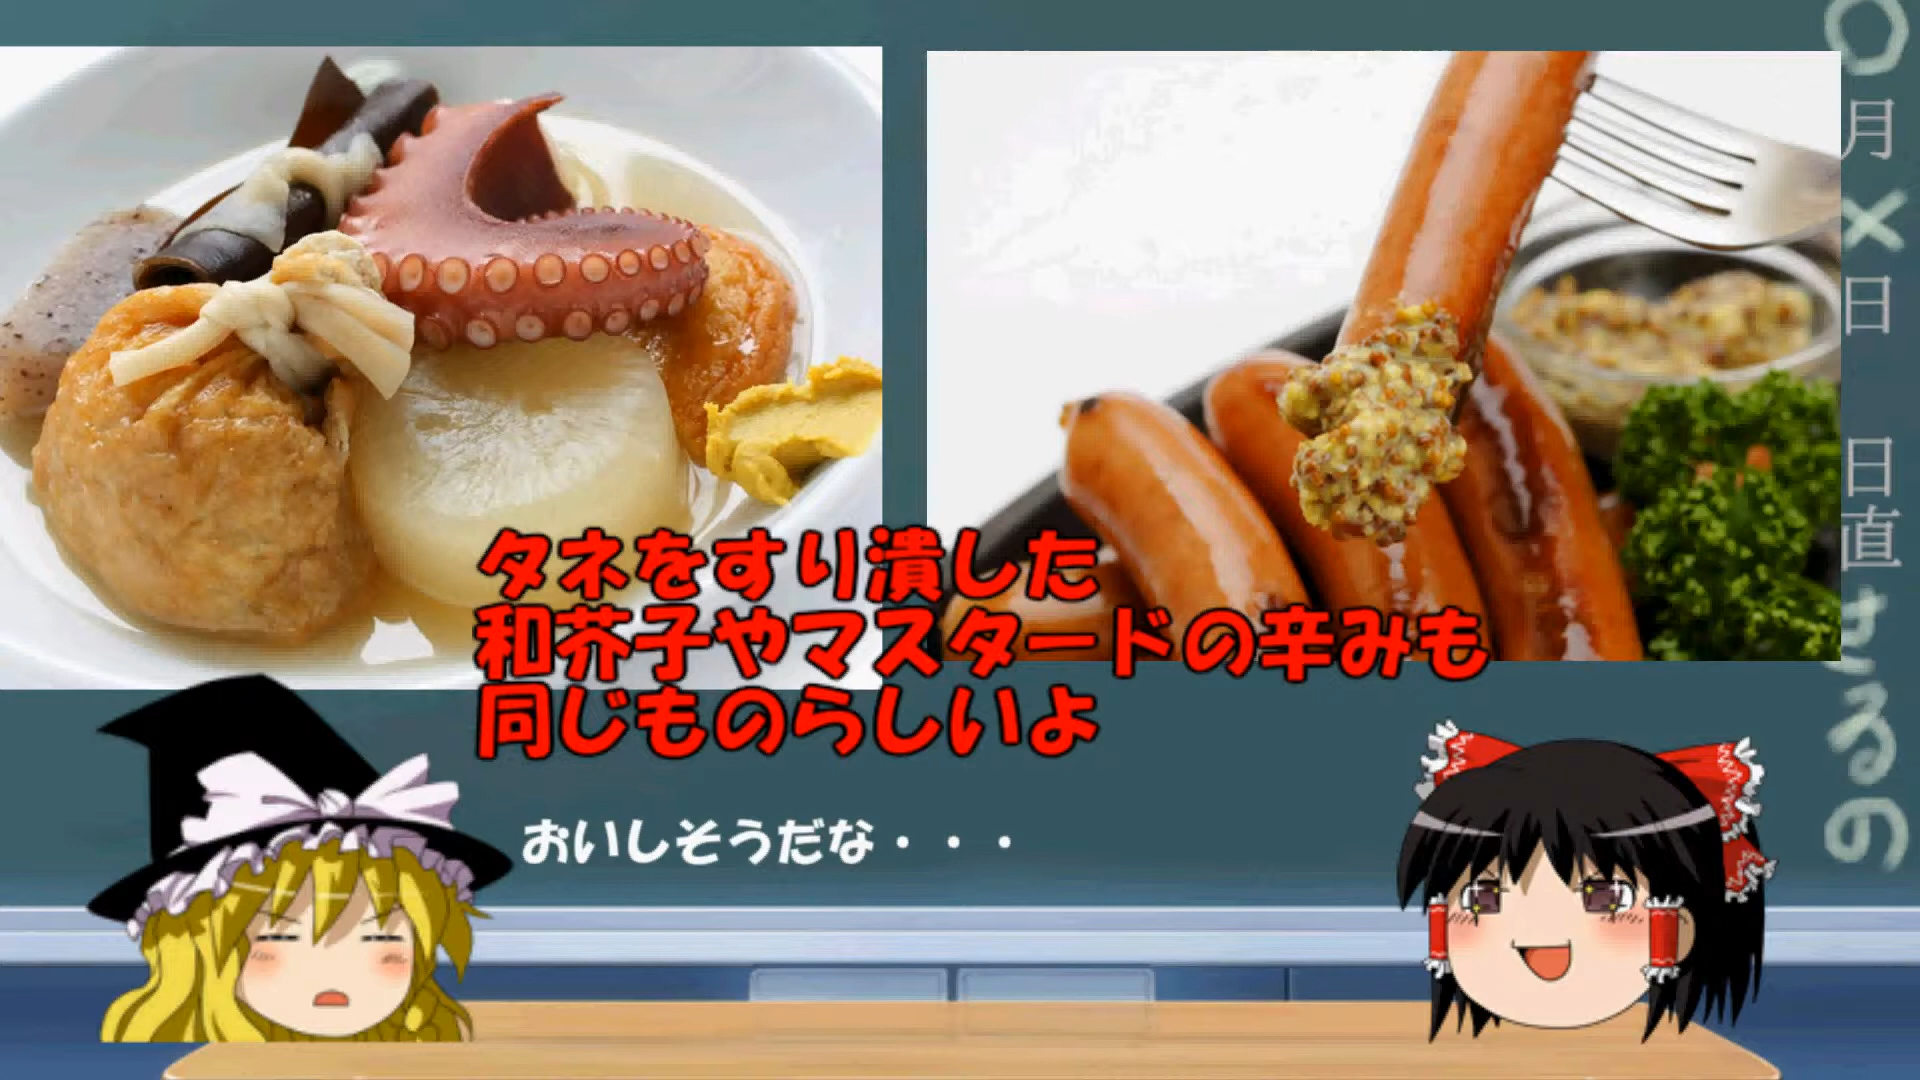 タネをすり潰した
和芥子やマスタードの辛みも
同じものらしいよ
おいしそうだな・・・
〇月×日 日直 さるの